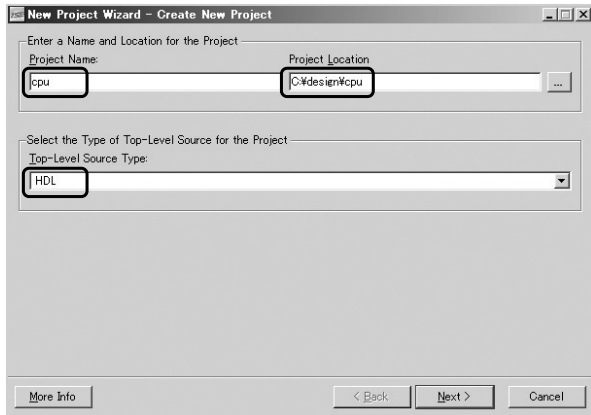 New Project Wizard - Create New Project
Enter a Name and Location for the Project
Project Name: Project Location
cpu C:¥design¥cpu ...
Select the Type of Top-Level Source for the Project
Top-Level Source Type:
HDL
More Info < Back Next > Cancel